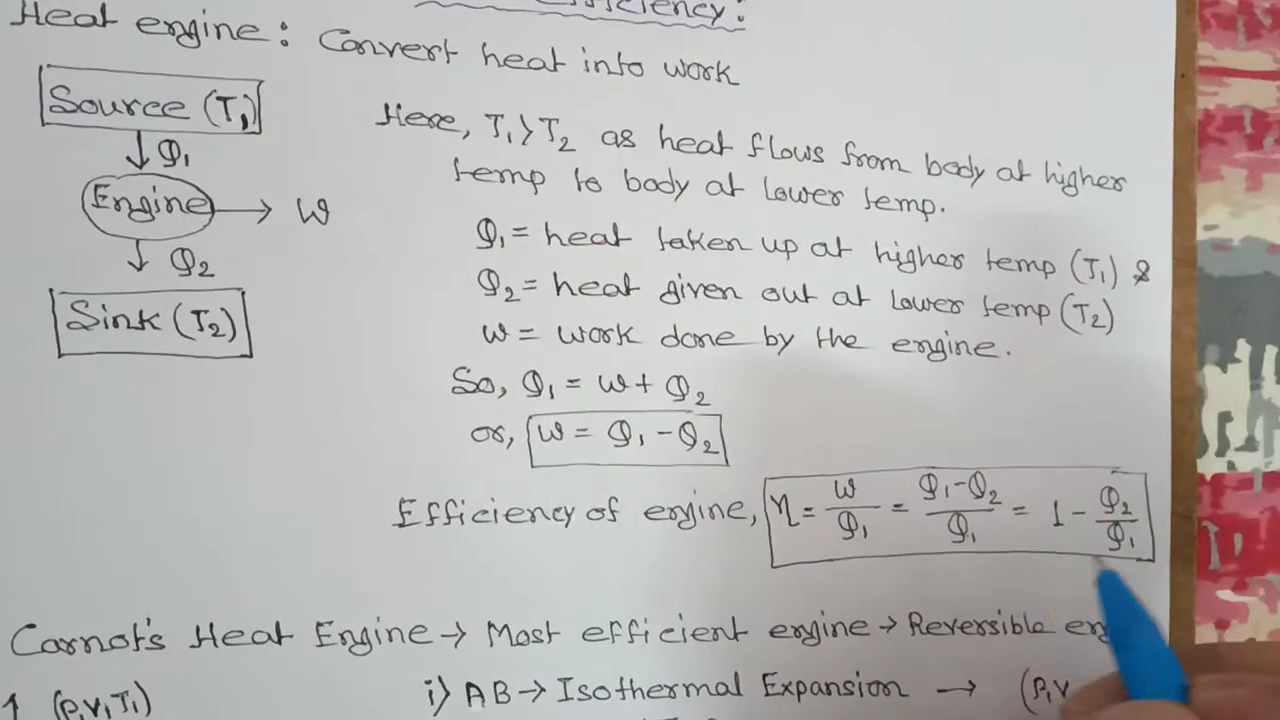 Efficiency:
Heat engine: Convert heat into work
Source (T₁)
Q₁
Engine → W
Q₂
Sink (T₂)
Here, T₁>T₂ as heat flows from body at higher
temp to body at lower temp.
Q₁ = heat taken up at higher temp (T₁) &
Q₂ = heat given out at lower temp (T₂)
W = work done by the engine.
So, Q₁ = W + Q₂
or, W = Q₁ - Q₂
Efficiency of engine, η = W/Q₁ = Q₁-Q₂/Q₁ = 1 - Q₂/Q₁
Carnot's Heat Engine → Most efficient engine → Reversible
(P₁V₁T₁)
i) AB → Isothermal Expansion →